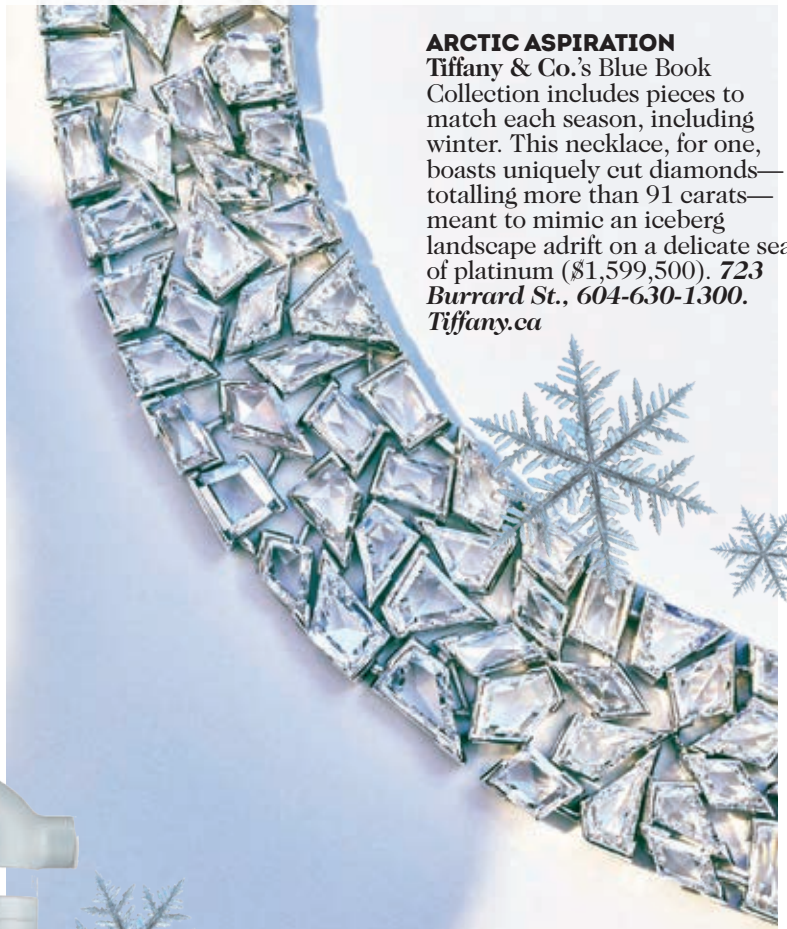 ARCTIC ASPIRATION
Tiffany & Co.'s Blue Book
Collection includes pieces to
match each season, including
winter. This necklace, for one,
boasts uniquely cut diamonds—
totalling more than 91 carats—
meant to mimic an iceberg
landscape adrift on a delicate sea
of platinum ($1,599,500). 723
Burrard St., 604-630-1300.
Tiffany.ca